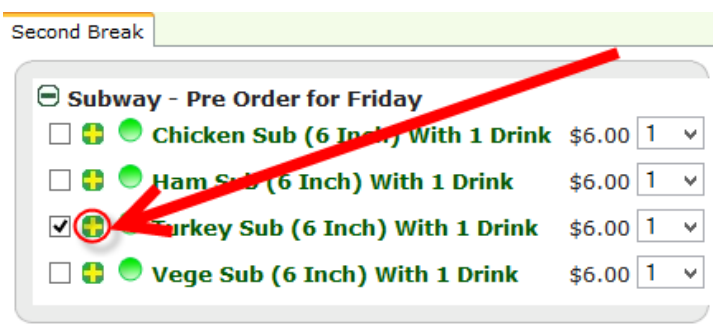 Second Break
Subway - Pre Order for Friday
Chicken Sub (6 Inch) With 1 Drink $6.00 1
Ham Sub (6 Inch) With 1 Drink $6.00 1
Turkey Sub (6 Inch) With 1 Drink $6.00 1
Vege Sub (6 Inch) With 1 Drink $6.00 1